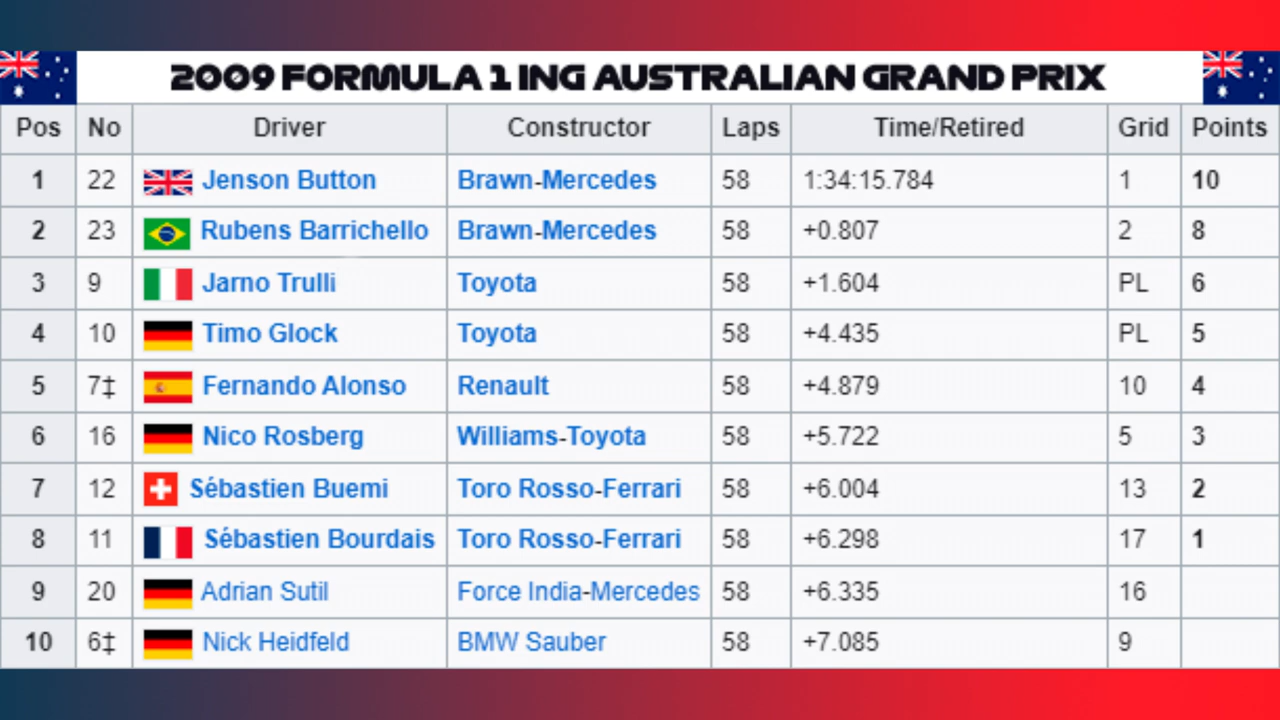 2009 FORMULA 1 ING AUSTRALIAN GRAND PRIX
Pos No Driver Constructor Laps Time/Retired Grid Points
1 22 Jenson Button Brawn-Mercedes 58 1:34:15.784 1 10
2 23 Rubens Barrichello Brawn-Mercedes 58 +0.807 2 8
3 9 Jarno Trulli Toyota 58 +1.604 PL 6
4 10 Timo Glock Toyota 58 +4.435 PL 5
5 7‡ Fernando Alonso Renault 58 +4.879 10 4
6 16 Nico Rosberg Williams-Toyota 58 +5.722 5 3
7 12 Sébastien Buemi Toro Rosso-Ferrari 58 +6.004 13 2
8 11 Sébastien Bourdais Toro Rosso-Ferrari 58 +6.298 17 1
9 20 Adrian Sutil Force India-Mercedes 58 +6.335 16
10 6‡ Nick Heidfeld BMW Sauber 58 +7.085 9